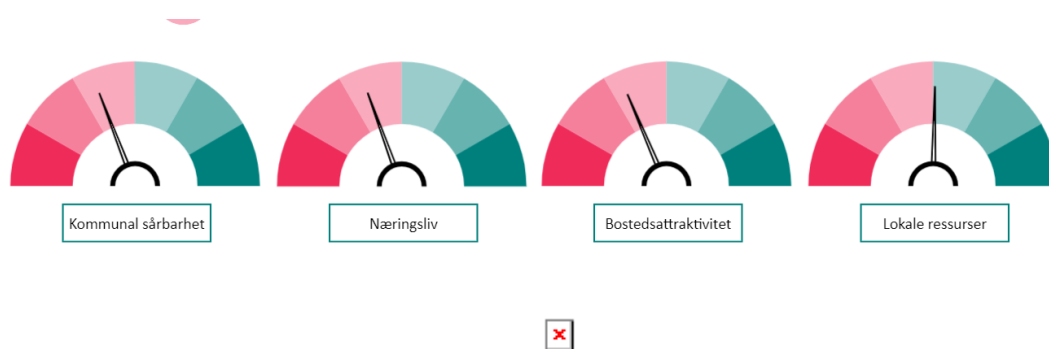 Kommunal sårbarhet
Næringsliv
Bostedsattraktivitet
Lokale ressurser